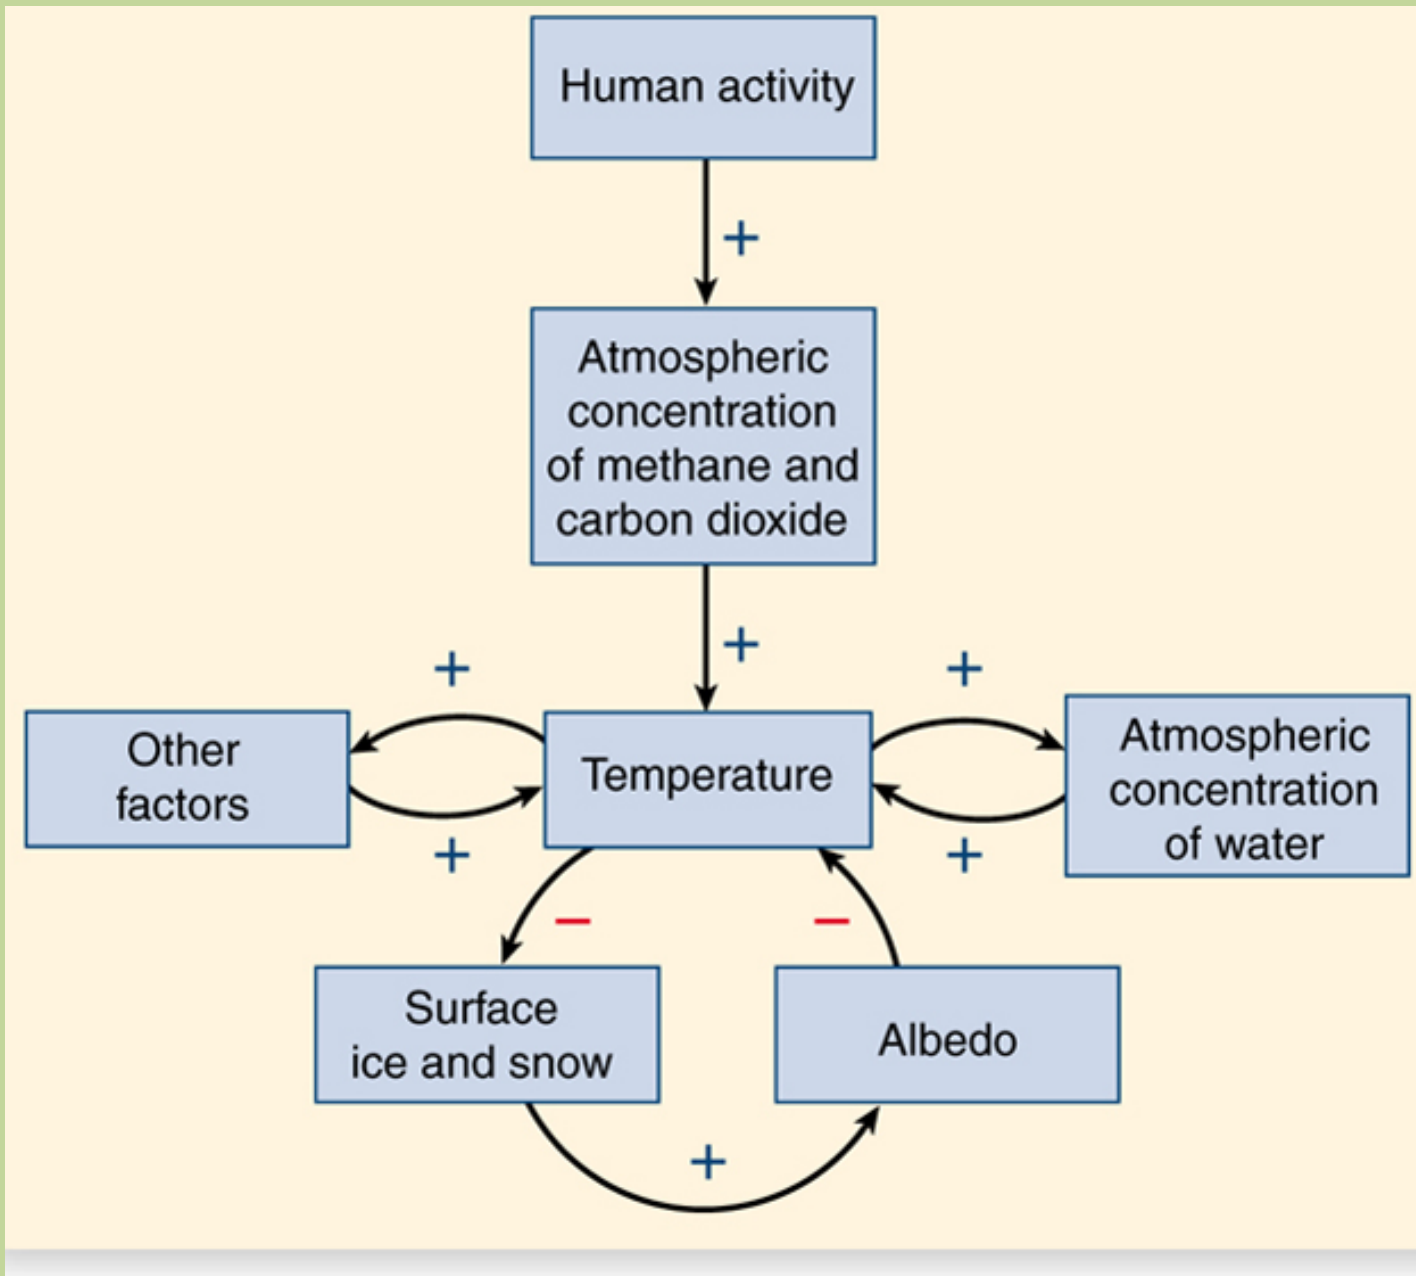 Human activity
+
Atmospheric
concentration
of methane and
carbon dioxide
+
+
+
Other
factors
Temperature
Atmospheric
concentration
of water
+
+
−
−
Surface
ice and snow
Albedo
+